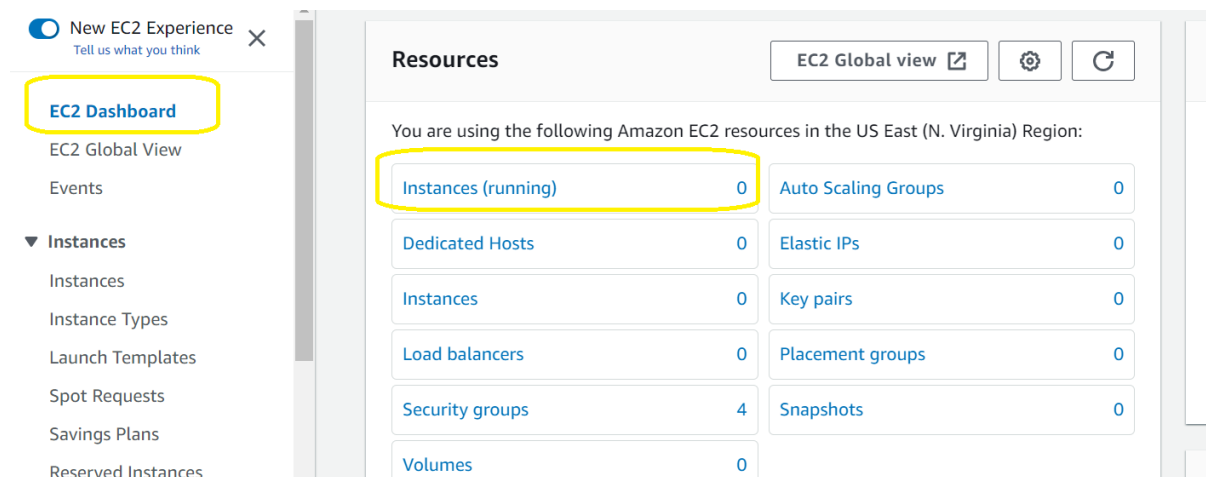 New EC2 Experience
Tell us what you think
EC2 Dashboard
EC2 Global View
Events
Instances
Instances
Instance Types
Launch Templates
Spot Requests
Savings Plans
Reserved Instances
Resources
EC2 Global view
You are using the following Amazon EC2 resources in the US East (N. Virginia) Region:
Instances (running) 0 Auto Scaling Groups 0
Dedicated Hosts 0 Elastic IPs 0
Instances 0 Key pairs 0
Load balancers 0 Placement groups 0
Security groups 4 Snapshots 0
Volumes 0